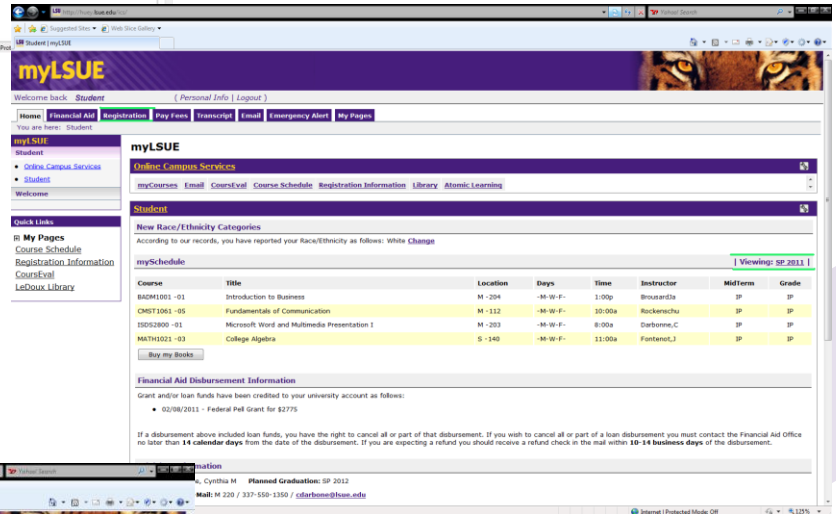 Suggested Sites Web Slice Gallery
Yahoo! Search
Student | myLSUE
myLSUE
Welcome back Student { Personal Info | Logout }
Home Financial Aid Registration Pay Fees Transcript Email Emergency Alert My Pages
You are here: Student
myLSUE
Student
Online Campus Services
Student
Welcome
Quick Links
My Pages
Course Schedule
Registration Information
CoursEval
LeDoux Library
myLSUE
Online Campus Services
myCourses Email CoursEval Course Schedule Registration Information Library Atomic Learning
Student
New Race/Ethnicity Categories
According to our records, you have reported your Race/Ethnicity as follows: White Change
mySchedule | Viewing: SP 2011 |
Course Title Location Days Time Instructor MidTerm Grade
BADM1001 -01 Introduction to Business M -204 -M-W-F- 1:00p BrousardJa IP IP
CMST1061 -05 Fundamentals of Communication M -112 -M-W-F- 10:00a Rockenschu IP IP
ISDS2800 -01 Microsoft Word and Multimedia Presentation I M -203 -M-W-F- 8:00a Darbonne,C IP IP
MATH1021 -03 College Algebra S -140 -M-W-F- 11:00a Fontenot,J IP IP
Buy my Books
Financial Aid Disbursement Information
Grant and/or loan funds have been credited to your university account as follows:
02/08/2011 - Federal Pell Grant for $2775
If a disbursement above included loan funds, you have the right to cancel all or part of that disbursement. If you wish to cancel all or part of a loan disbursement you must contact the Financial Aid Office
no later than 14 calendar days from the date of the disbursement. If you are expecting a refund you should receive a refund check in the mail within 10-14 business days of the disbursement.
mation
e, Cynthia M Planned Graduation: SP 2012
Mail: M 220 / 337-550-1350 / cdarbone@lsue.edu
Yahoo! Search
Internet | Protected Mode: Off 125%